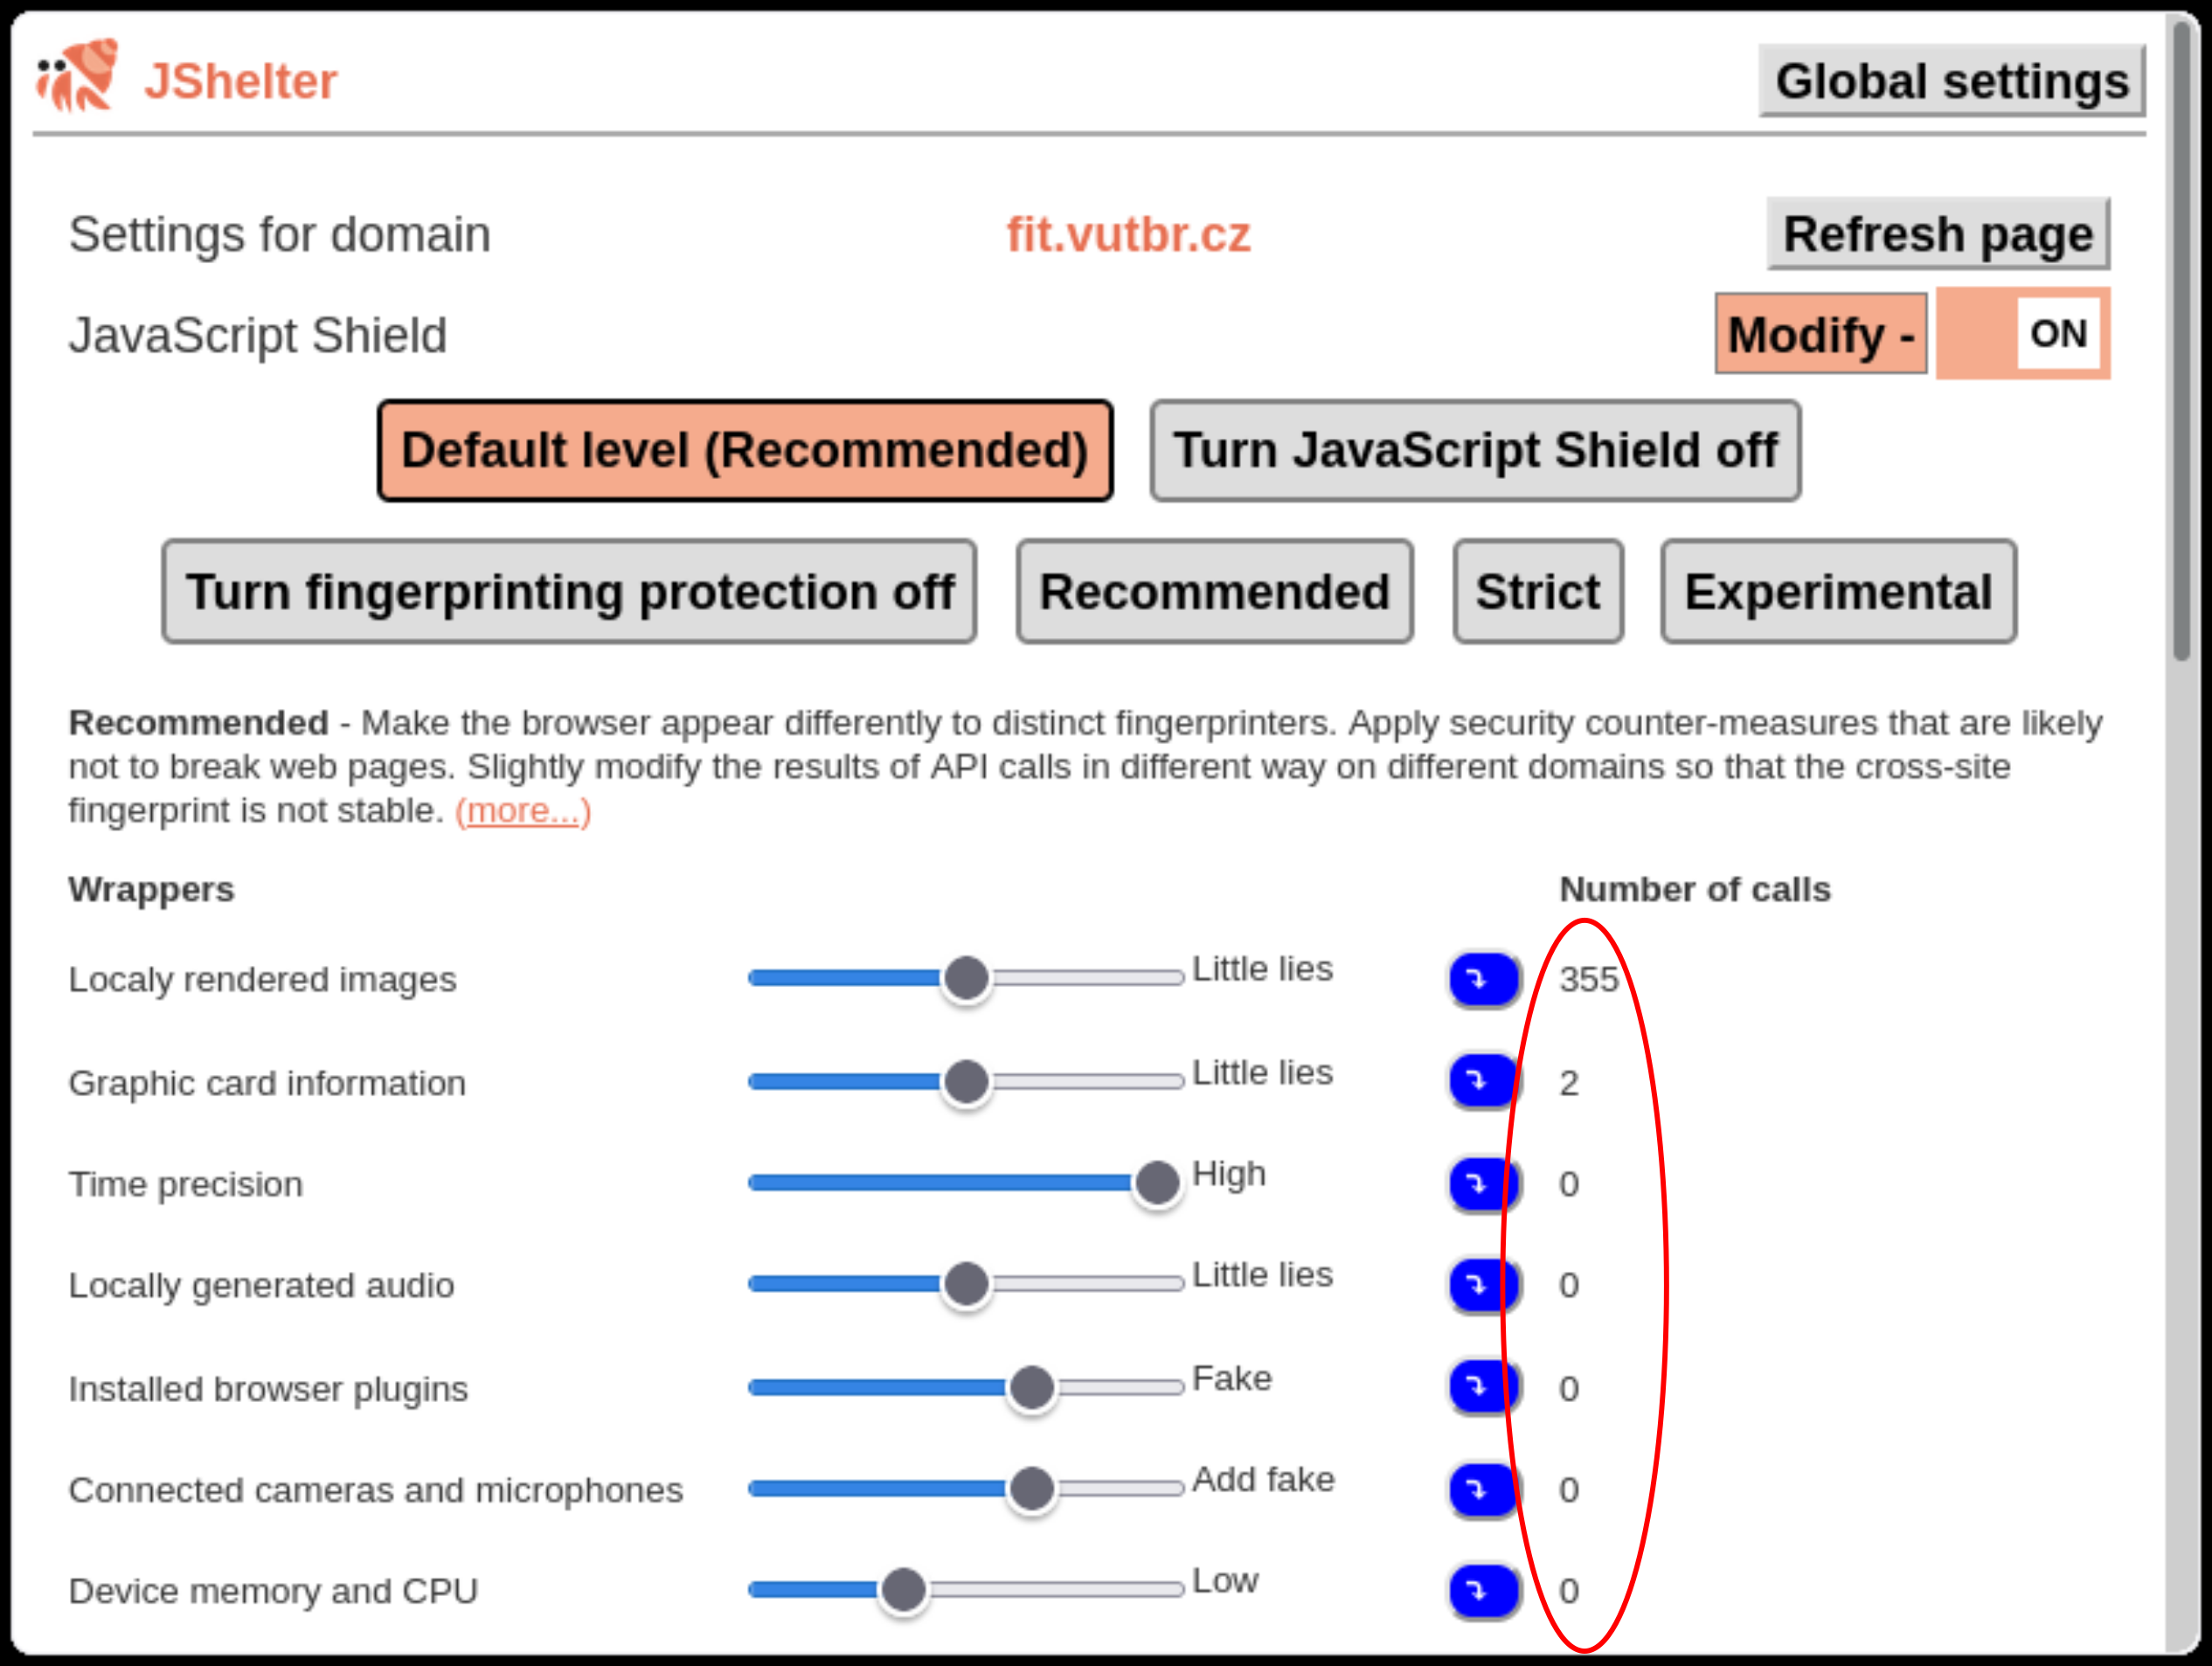 JShelter
Global settings
Settings for domain
fit.vutbr.cz
Refresh page
JavaScript Shield
Modify -
ON
Default level (Recommended)
Turn JavaScript Shield off
Turn fingerprinting protection off
Recommended
Strict
Experimental
Recommended - Make the browser appear differently to distinct fingerprinters. Apply security counter-measures that are likely
not to break web pages. Slightly modify the results of API calls in different way on different domains so that the cross-site
fingerprint is not stable. (more...)
Wrappers
Number of calls
Localy rendered images
Little lies
355
Graphic card information
Little lies
2
Time precision
High
0
Locally generated audio
Little lies
0
Installed browser plugins
Fake
0
Connected cameras and microphones
Add fake
0
Device memory and CPU
Low
0